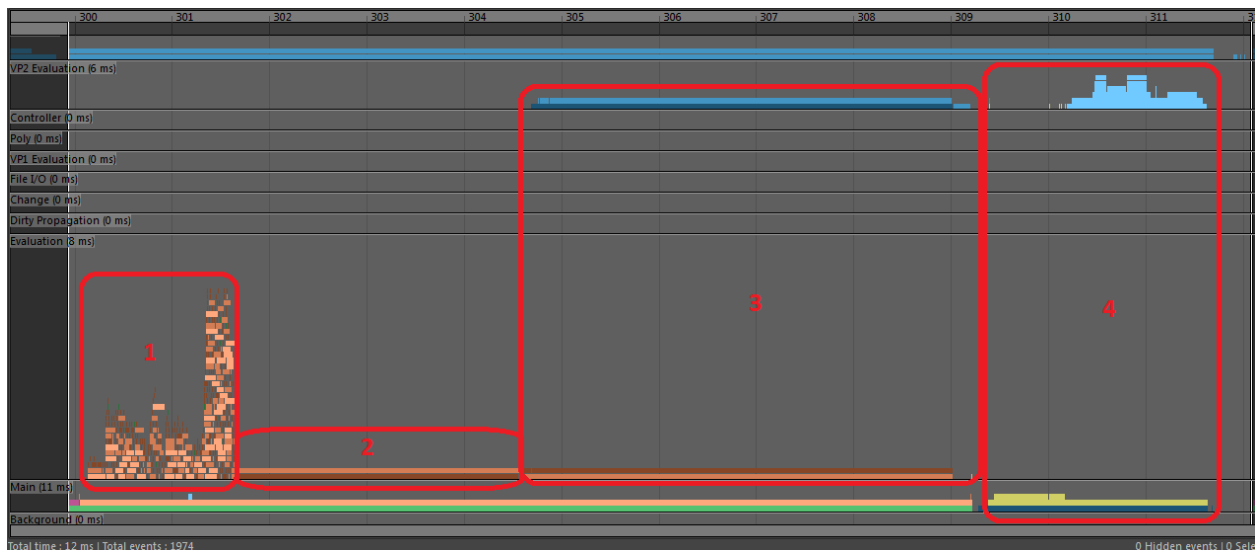 300 301 302 303 304 305 306 307 308 309 310 311 3
VP2 Evaluation (6 ms)
Controller (0 ms)
Poly (0 ms)
VP1 Evaluation (0 ms)
File I/O (0 ms)
Change (0 ms)
Dirty Propagation (0 ms)
Evaluation (8 ms)
1
2
3
4
Main (11 ms)
Background (0 ms)
Total time : 12 ms | Total events : 1974
0 Hidden events | 0 Sele